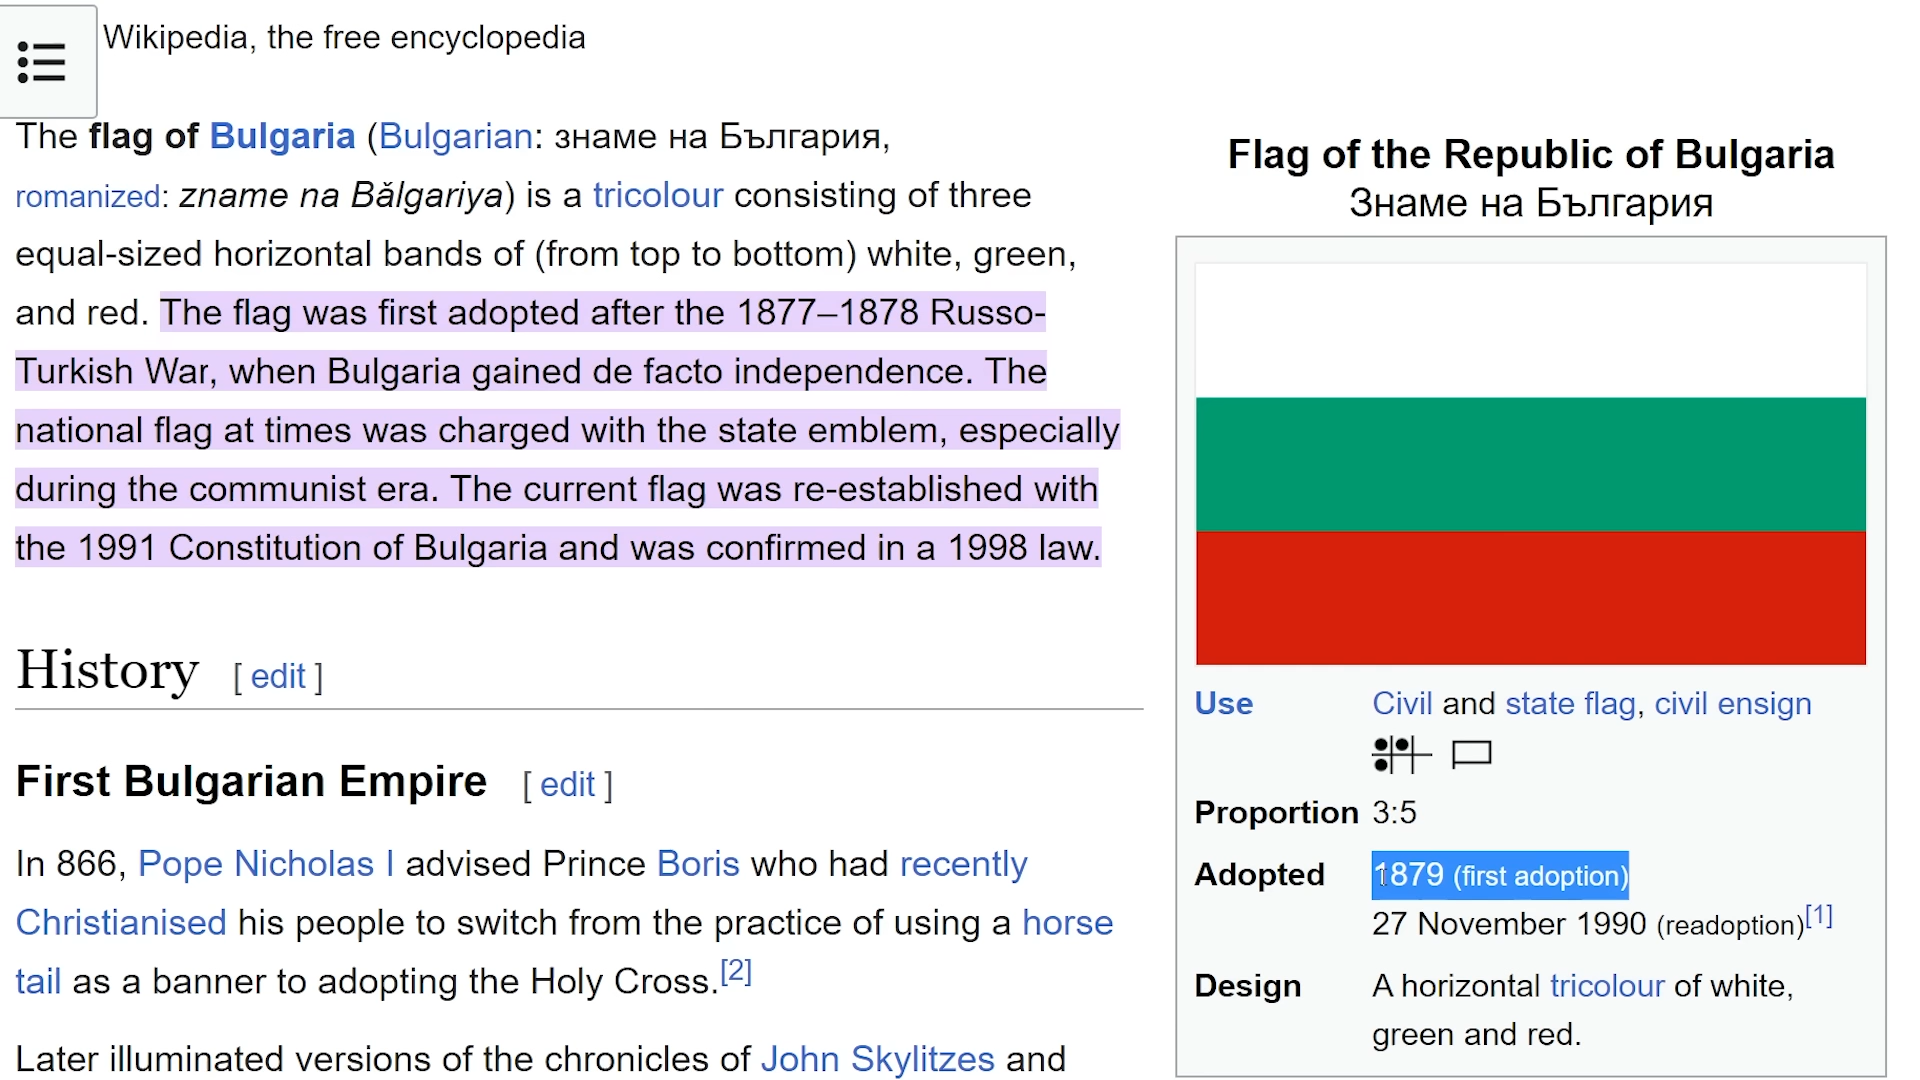 Wikipedia, the free encyclopedia
The flag of Bulgaria (Bulgarian: знаме на България,
romanized: zname na Bǎlgariya) is a tricolour consisting of three
equal-sized horizontal bands of (from top to bottom) white, green,
and red. The flag was first adopted after the 1877–1878 Russo-
Turkish War, when Bulgaria gained de facto independence. The
national flag at times was charged with the state emblem, especially
during the communist era. The current flag was re-established with
the 1991 Constitution of Bulgaria and was confirmed in a 1998 law.
History [ edit ]
First Bulgarian Empire [ edit ]
In 866, Pope Nicholas I advised Prince Boris who had recently
Christianised his people to switch from the practice of using a horse
tail as a banner to adopting the Holy Cross.[2]
Later illuminated versions of the chronicles of John Skylitzes and
Flag of the Republic of Bulgaria
Знаме на България
Use Civil and state flag, civil ensign
Proportion 3:5
Adopted 1879 (first adoption)
27 November 1990 (readoption)[1]
Design A horizontal tricolour of white,
green and red.